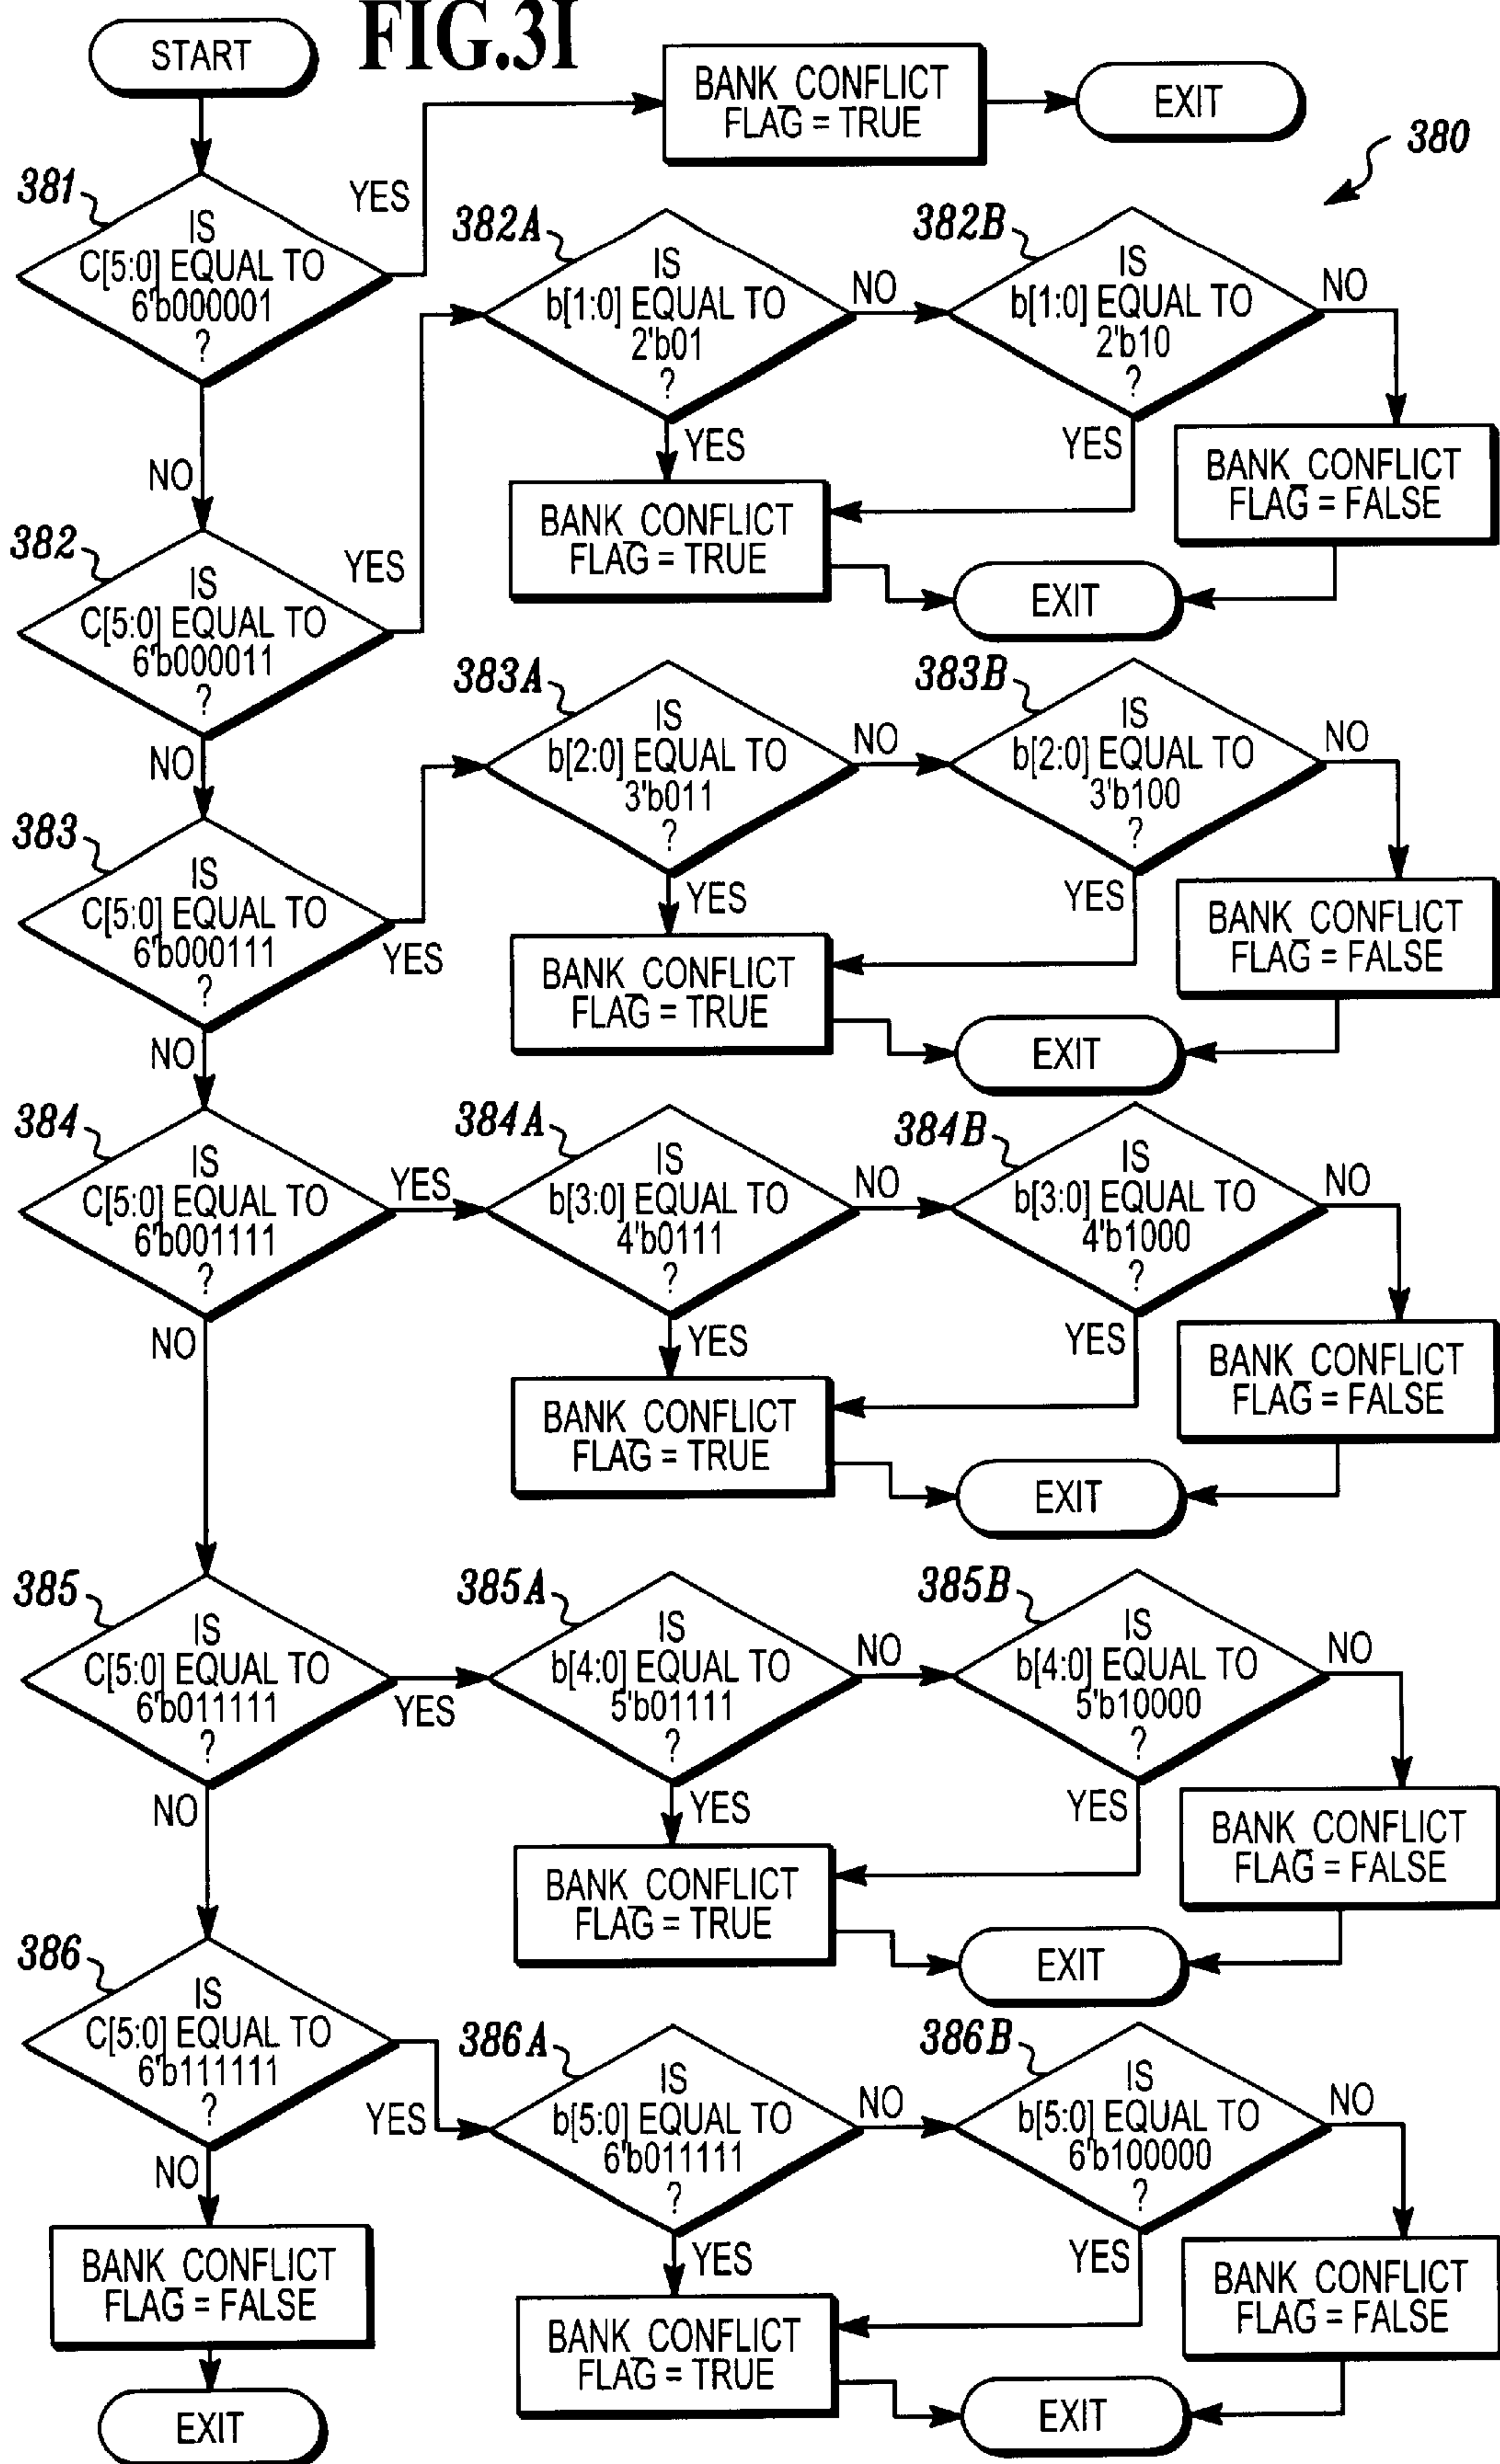 FIG.3I
START
BANK_CONFLICT
FLAG = TRUE
EXIT
380
381
IS
C[5:0] EQUAL TO
6'b000001
?
YES
NO
382A
IS
b[1:0] EQUAL TO
2'b01
?
NO
YES
382B
IS
b[1:0] EQUAL TO
2'b10
?
NO
YES
BANK_CONFLICT
FLAG = TRUE
BANK_CONFLICT
FLAG = FALSE
EXIT
382
IS
C[5:0] EQUAL TO
6'b000011
?
YES
NO
383A
IS
b[2:0] EQUAL TO
3'b011
?
NO
YES
383B
IS
b[2:0] EQUAL TO
3'b100
?
NO
YES
BANK_CONFLICT
FLAG = TRUE
BANK_CONFLICT
FLAG = FALSE
EXIT
383
IS
C[5:0] EQUAL TO
6'b000111
?
YES
NO
384
IS
C[5:0] EQUAL TO
6'b001111
?
YES
NO
384A
IS
b[3:0] EQUAL TO
4'b0111
?
NO
YES
384B
IS
b[3:0] EQUAL TO
4'b1000
?
NO
YES
BANK_CONFLICT
FLAG = TRUE
BANK_CONFLICT
FLAG = FALSE
EXIT
385
IS
C[5:0] EQUAL TO
6'b011111
?
YES
NO
385A
IS
b[4:0] EQUAL TO
5'b01111
?
NO
YES
385B
IS
b[4:0] EQUAL TO
5'b10000
?
NO
YES
BANK_CONFLICT
FLAG = TRUE
BANK_CONFLICT
FLAG = FALSE
EXIT
386
IS
C[5:0] EQUAL TO
6'b111111
?
YES
NO
386A
IS
b[5:0] EQUAL TO
6'b011111
?
NO
YES
386B
IS
b[5:0] EQUAL TO
6'b100000
?
NO
YES
BANK_CONFLICT
FLAG = FALSE
EXIT
BANK_CONFLICT
FLAG = TRUE
BANK_CONFLICT
FLAG = FALSE
EXIT